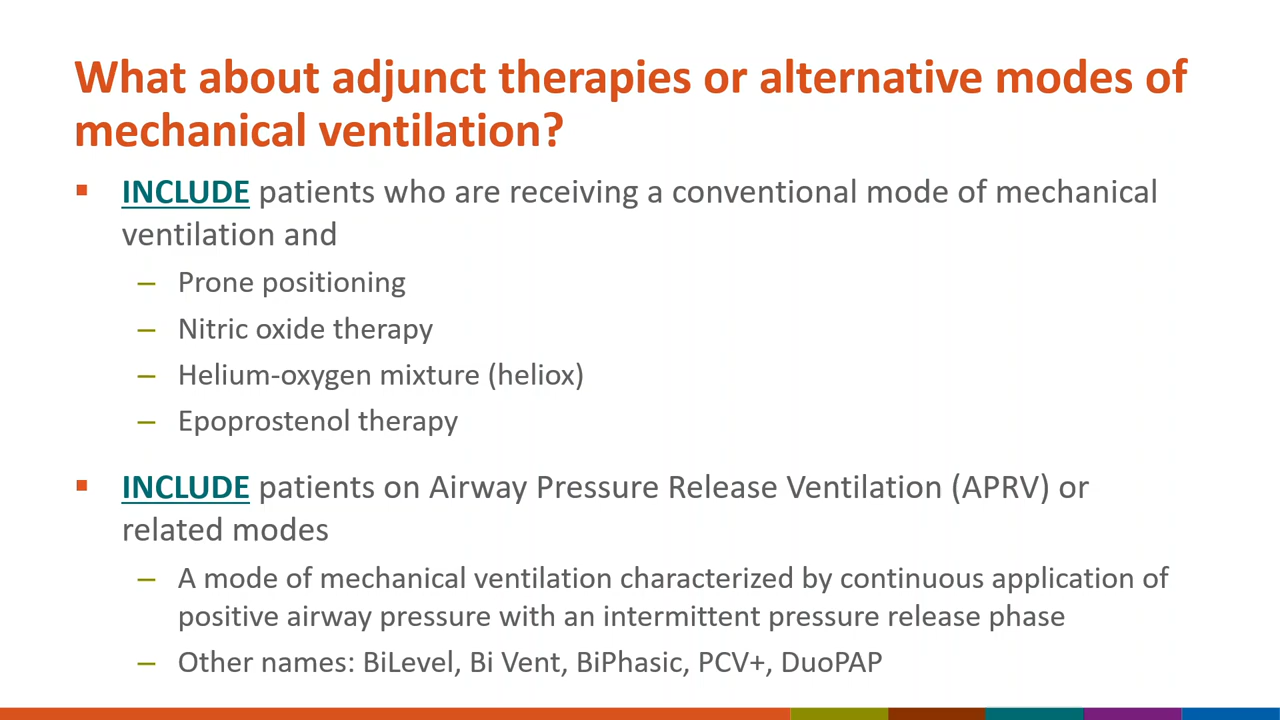 What about adjunct therapies or alternative modes of
mechanical ventilation?
▪ INCLUDE patients who are receiving a conventional mode of mechanical
ventilation and
– Prone positioning
– Nitric oxide therapy
– Helium-oxygen mixture (heliox)
– Epoprostenol therapy
▪ INCLUDE patients on Airway Pressure Release Ventilation (APRV) or
related modes
– A mode of mechanical ventilation characterized by continuous application of
positive airway pressure with an intermittent pressure release phase
– Other names: BiLevel, Bi Vent, BiPhasic, PCV+, DuoPAP